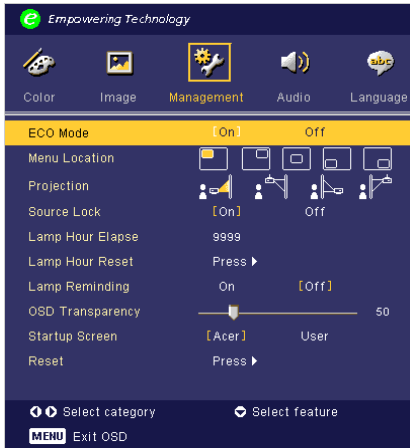 e Empowering Technology
abc
Color Image Management Audio Language
ECO Mode [On] Off
Menu Location
Projection
Source Lock [On] Off
Lamp Hour Elapse 9999
Lamp Hour Reset Press
Lamp Reminding On [Off]
OSD Transparency 50
Startup Screen [Acer] User
Reset Press
Select category Select feature
MENU Exit OSD